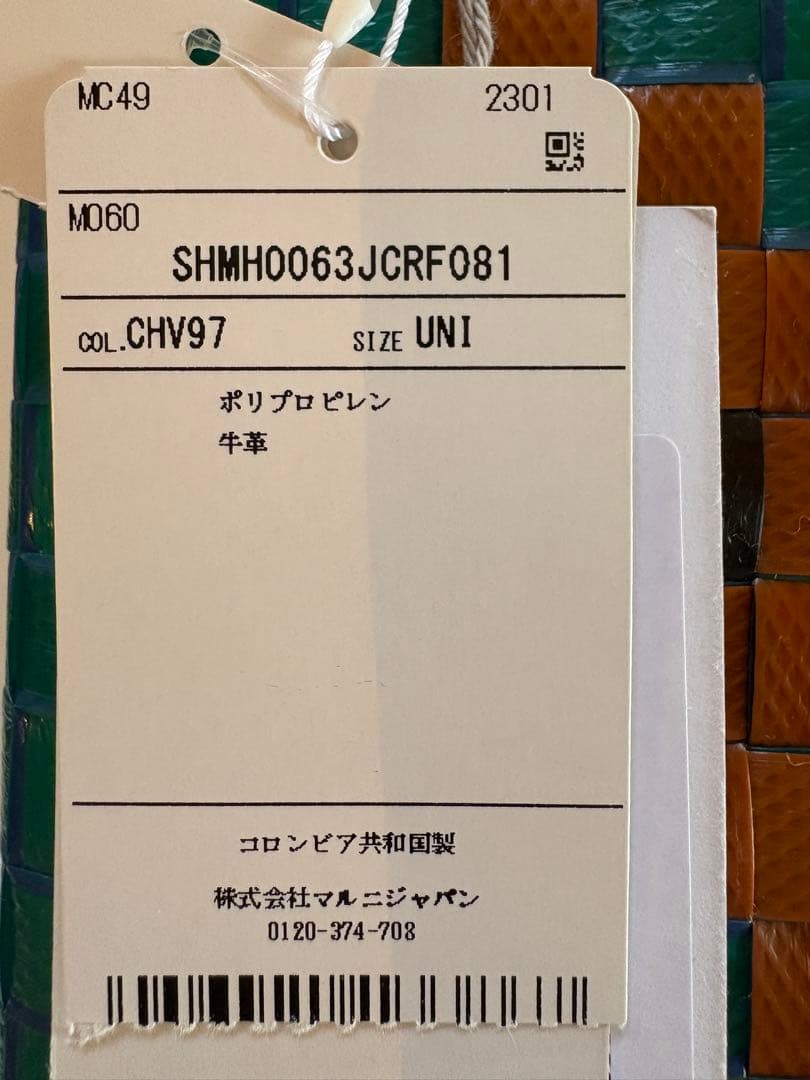 MC49 2301
M060
SHMH0063JCRF081
COL.CHV97 SIZE UNI
ポリプロピレン
牛革
コロンビア共和国製
株式会社マルニジャパン
0120-374-708